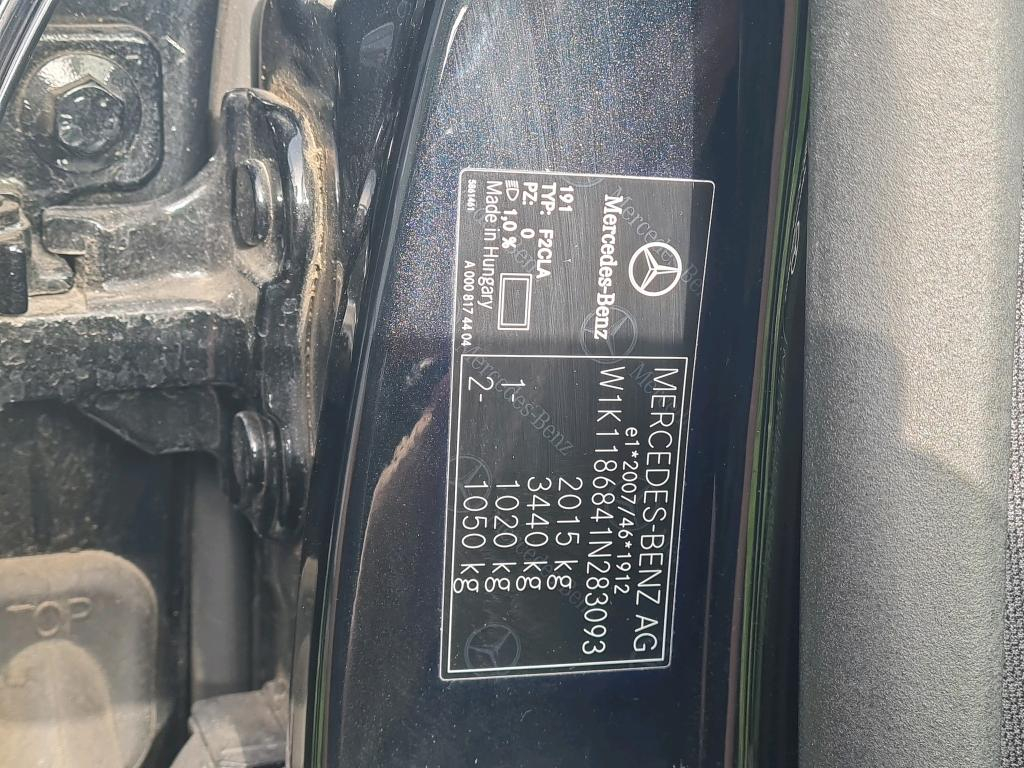 MERCEDES-BENZ AG
e1*2007/46*1912
W1K1186841N283093
2015 kg
3440 kg
1- 1020 kg
2- 1050 kg
Mercedes-Benz
191
TYP: F2CLA
PZ: 0
1,0 %
Made in Hungary
A 000 817 44 04
TOP